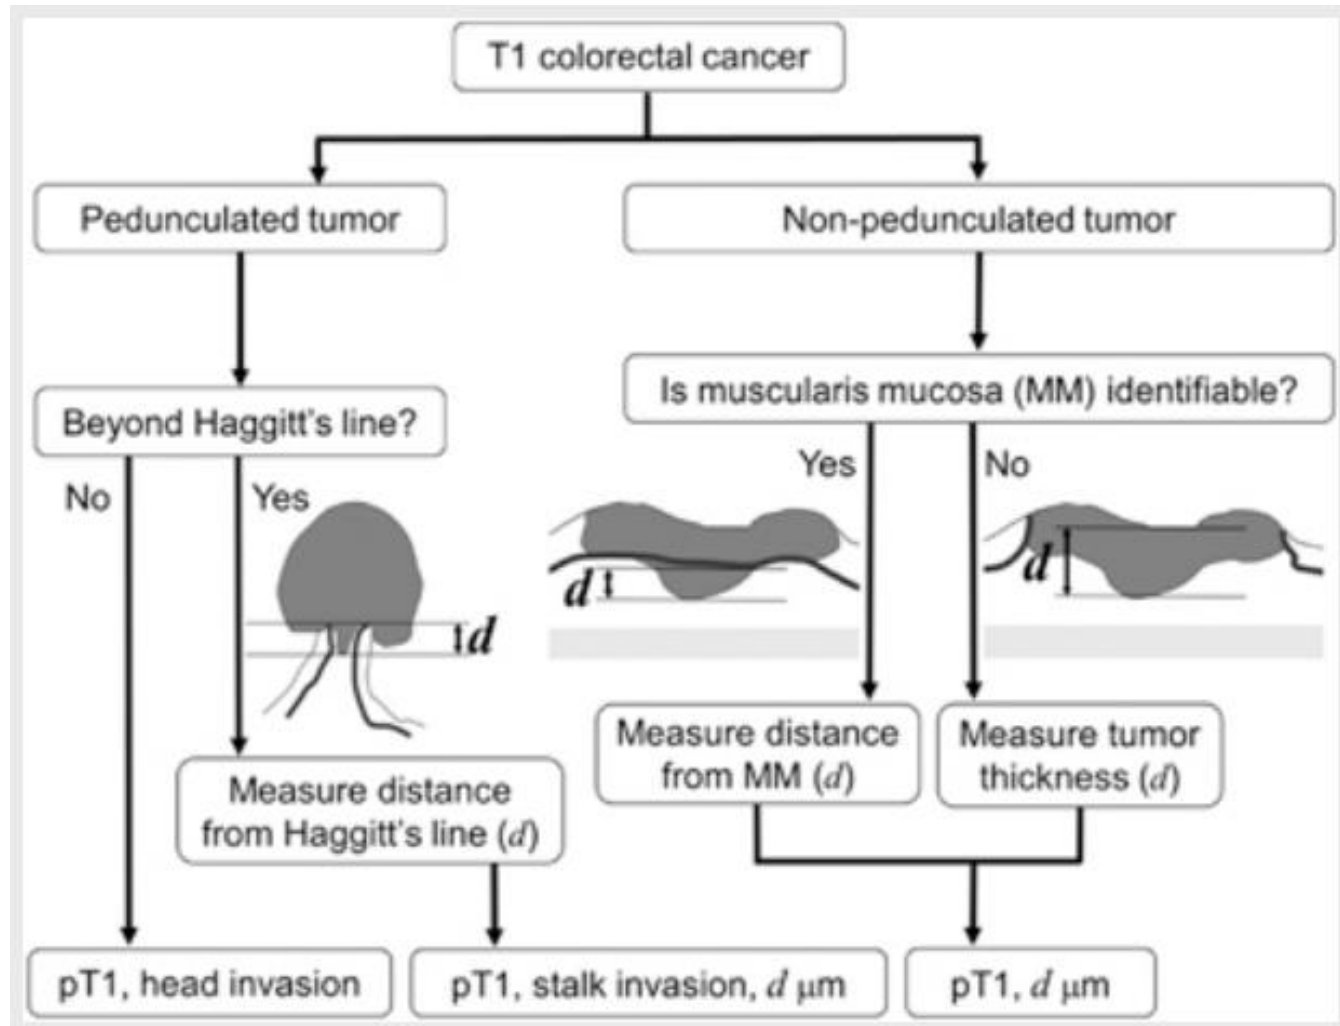 T1 colorectal cancer
Pedunculated tumor
Non-pedunculated tumor
Is muscularis mucosa (MM) identifiable?
Beyond Haggitt's line?
No
Yes
Yes
No
d
d
d
Measure distance
from MM (d)
Measure tumor
thickness (d)
Measure distance
from Haggitt's line (d)
pT1, head invasion
pT1, stalk invasion, d μm
pT1, d μm